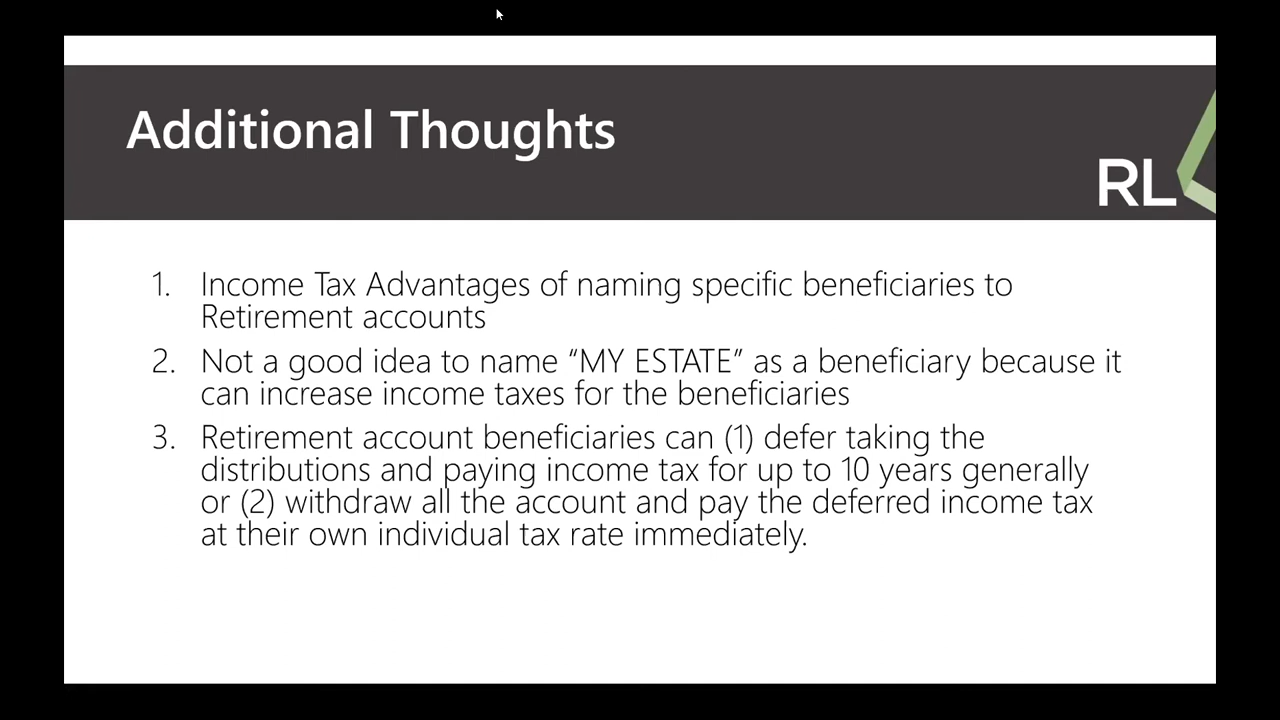 Additional Thoughts
RL
1. Income Tax Advantages of naming specific beneficiaries to
Retirement accounts
2. Not a good idea to name “MY ESTATE” as a beneficiary because it
can increase income taxes for the beneficiaries
3. Retirement account beneficiaries can (1) defer taking the
distributions and paying income tax for up to 10 years generally
or (2) withdraw all the account and pay the deferred income tax
at their own individual tax rate immediately.